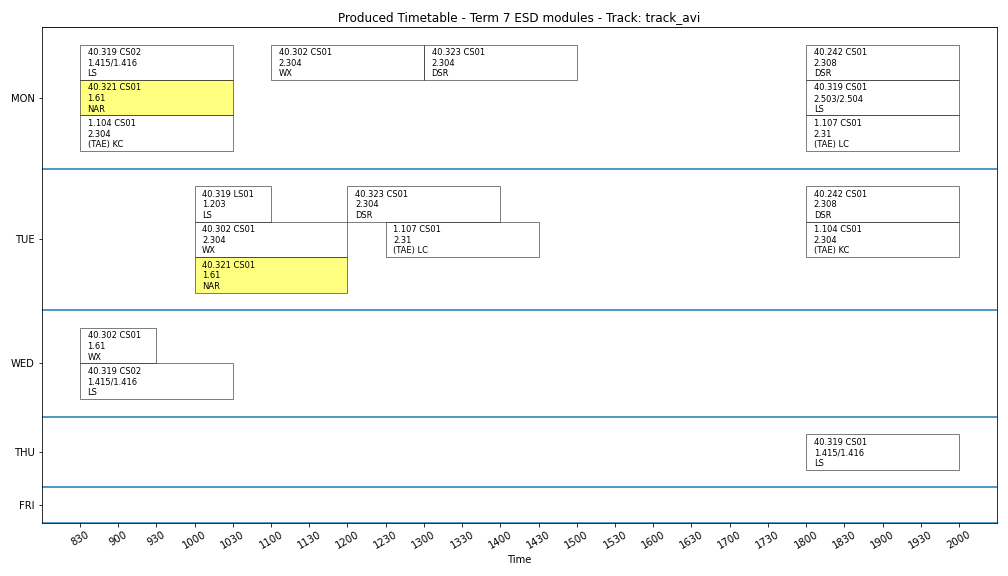 Produced Timetable - Term 7 ESD modules - Track: track_avi
MON
40.319 CS02
1.415/1.416
LS
40.321 CS01
1.61
NAR
1.104 CS01
2.304
(TAE) KC
40.302 CS01
2.304
WX
40.323 CS01
2.304
DSR
40.242 CS01
2.308
DSR
40.319 CS01
2.503/2.504
LS
1.107 CS01
2.31
(TAE) LC
TUE
40.319 LS01
1.203
LS
40.302 CS01
2.304
WX
40.321 CS01
1.61
NAR
40.323 CS01
2.304
DSR
1.107 CS01
2.31
(TAE) LC
40.242 CS01
2.308
DSR
1.104 CS01
2.304
(TAE) KC
WED
40.302 CS01
1.61
WX
40.319 CS02
1.415/1.416
LS
THU
40.319 CS01
1.415/1.416
LS
FRI
830 900 930 1000 1030 1100 1130 1200 1230 1300 1330 1400 1430 1500 1530 1600 1630 1700 1730 1800 1830 1900 1930 2000
Time